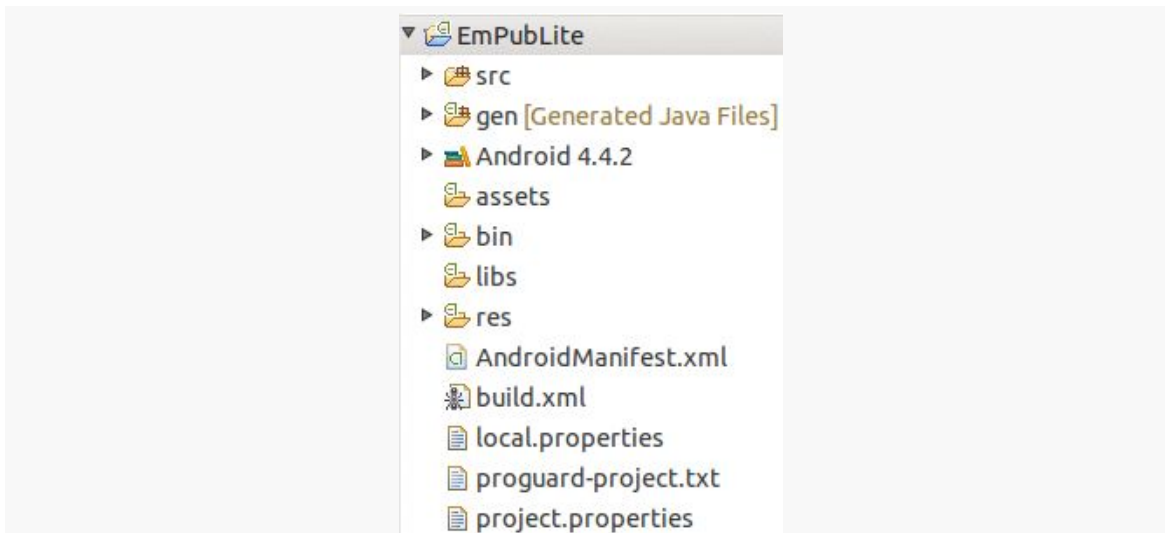 EmPubLite
src
gen [Generated Java Files]
Android 4.4.2
assets
bin
libs
res
AndroidManifest.xml
build.xml
local.properties
proguard-project.txt
project.properties